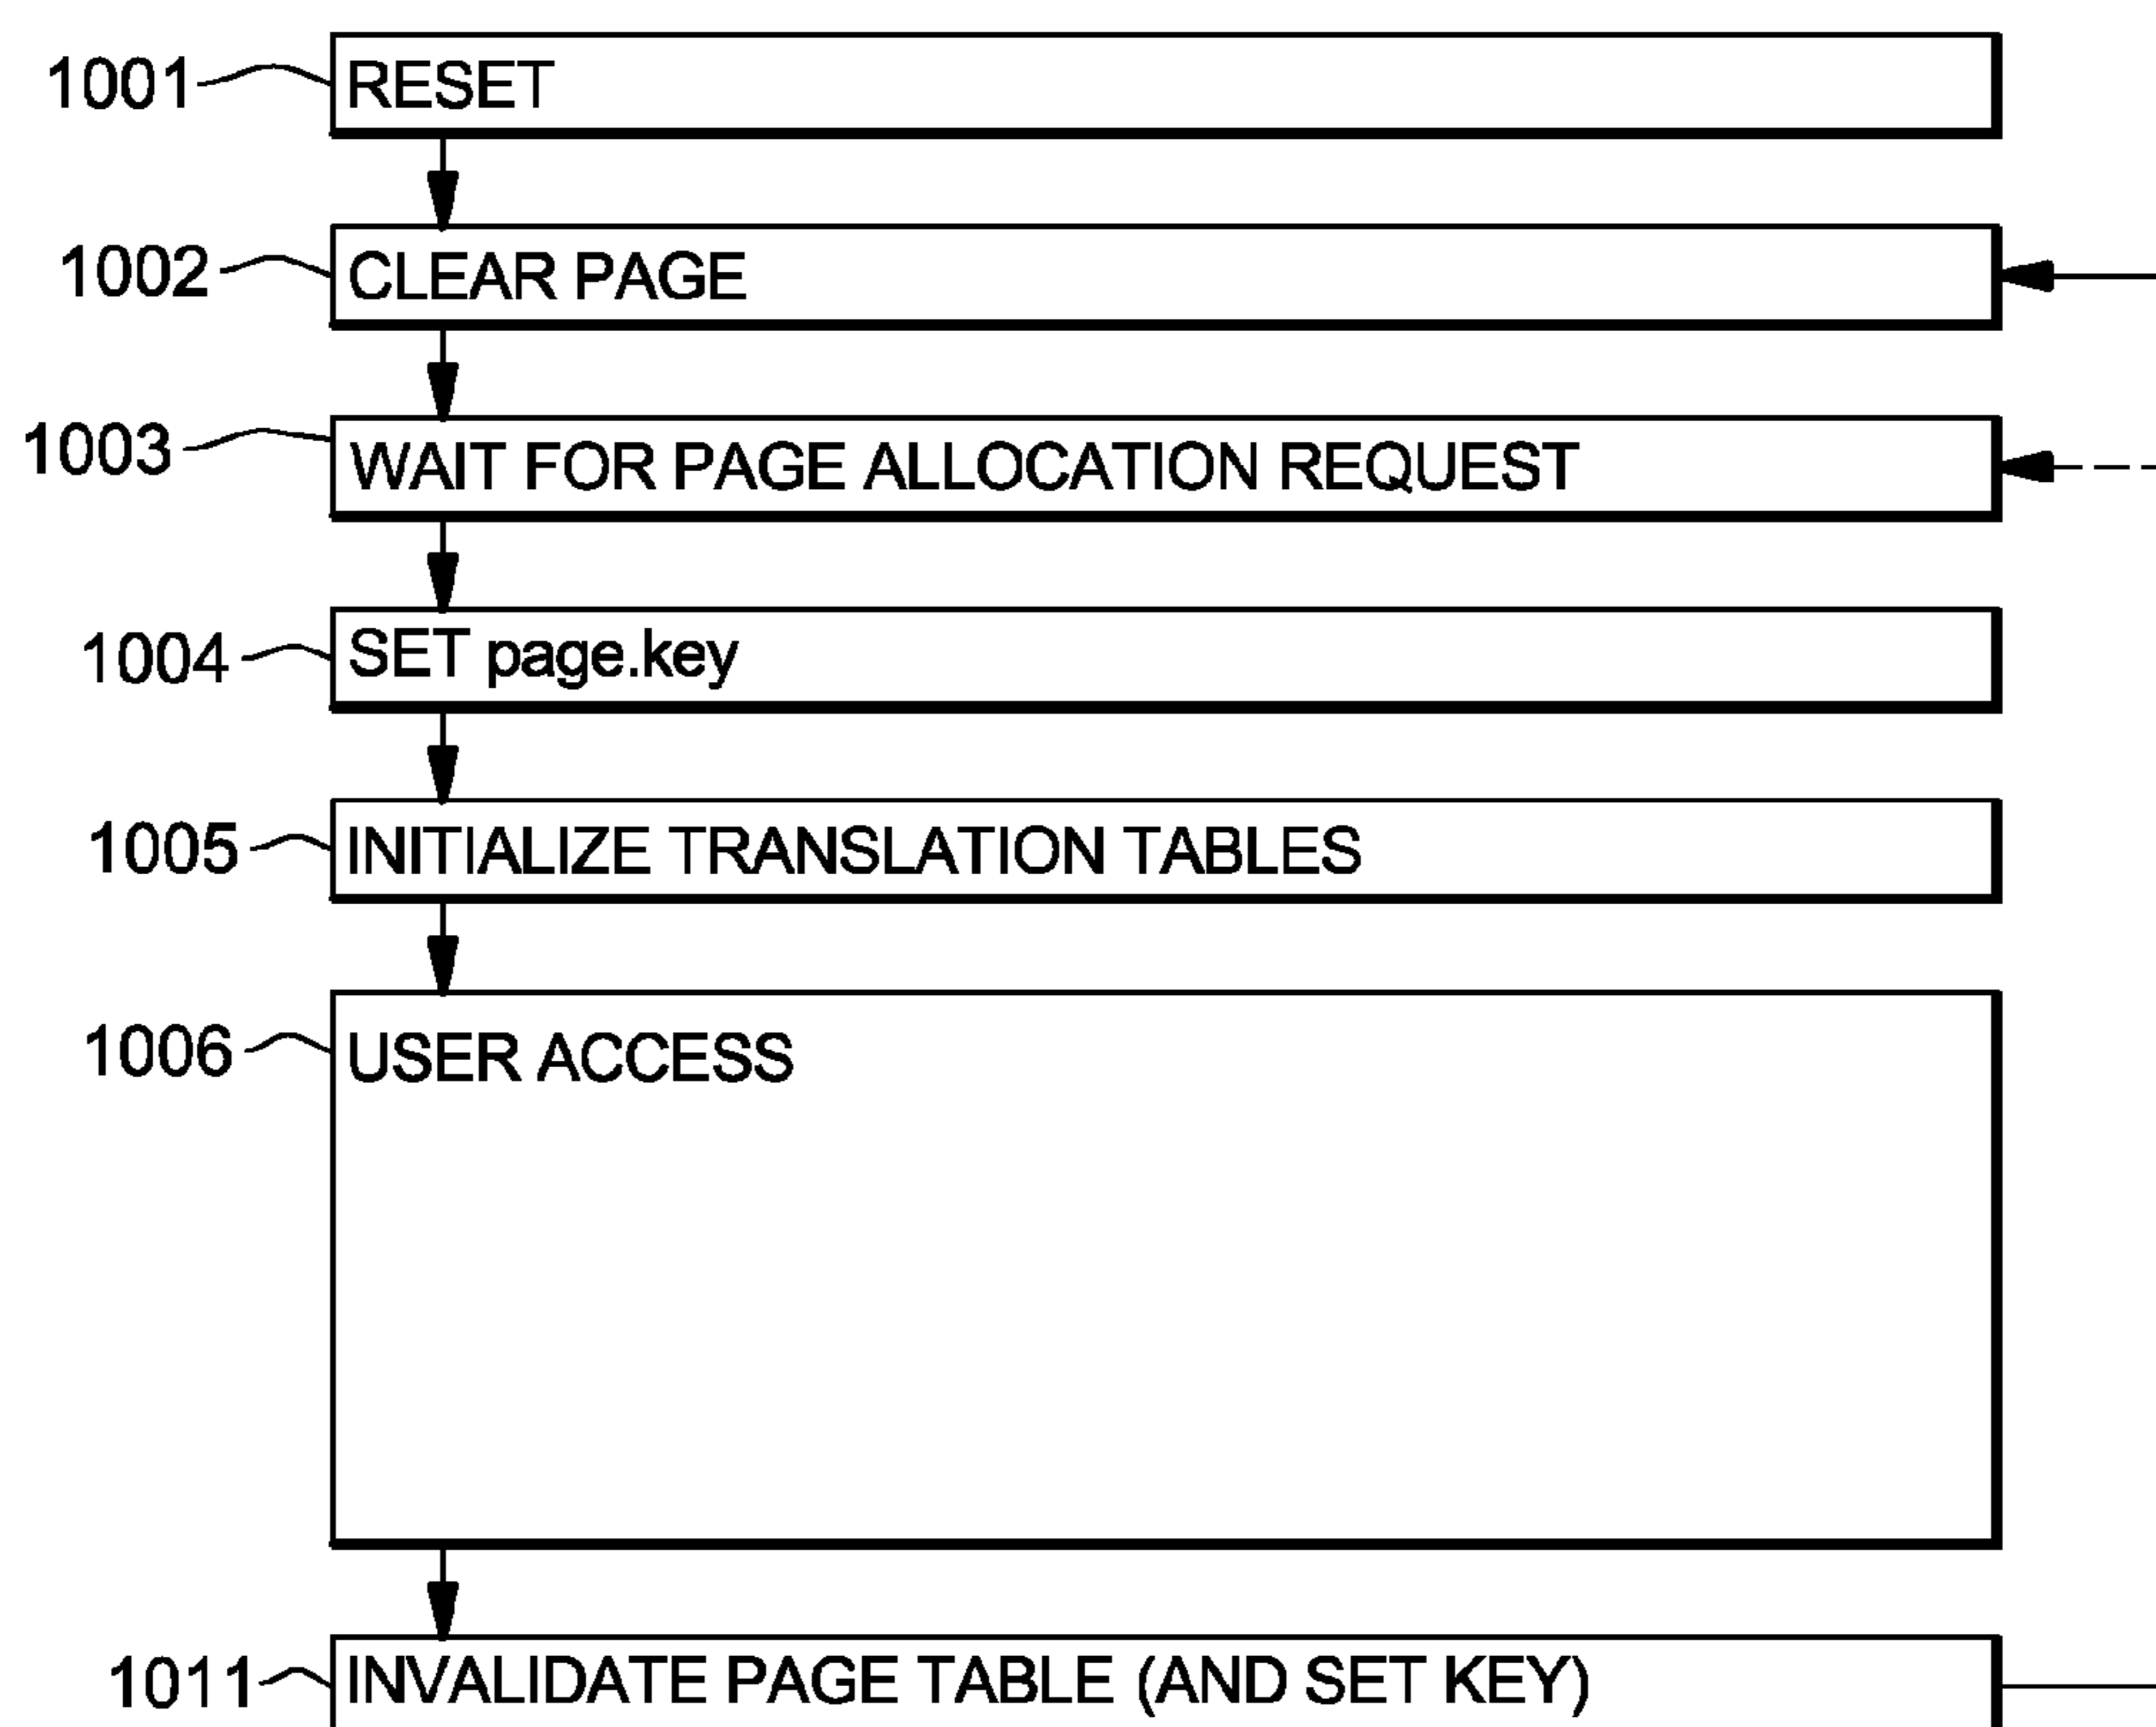 1001 RESET
1002 CLEAR PAGE
1003 WAIT FOR PAGE ALLOCATION REQUEST
1004 SET page.key
1005 INITIALIZE TRANSLATION TABLES
1006 USER ACCESS
1011 INVALIDATE PAGE TABLE (AND SET KEY)